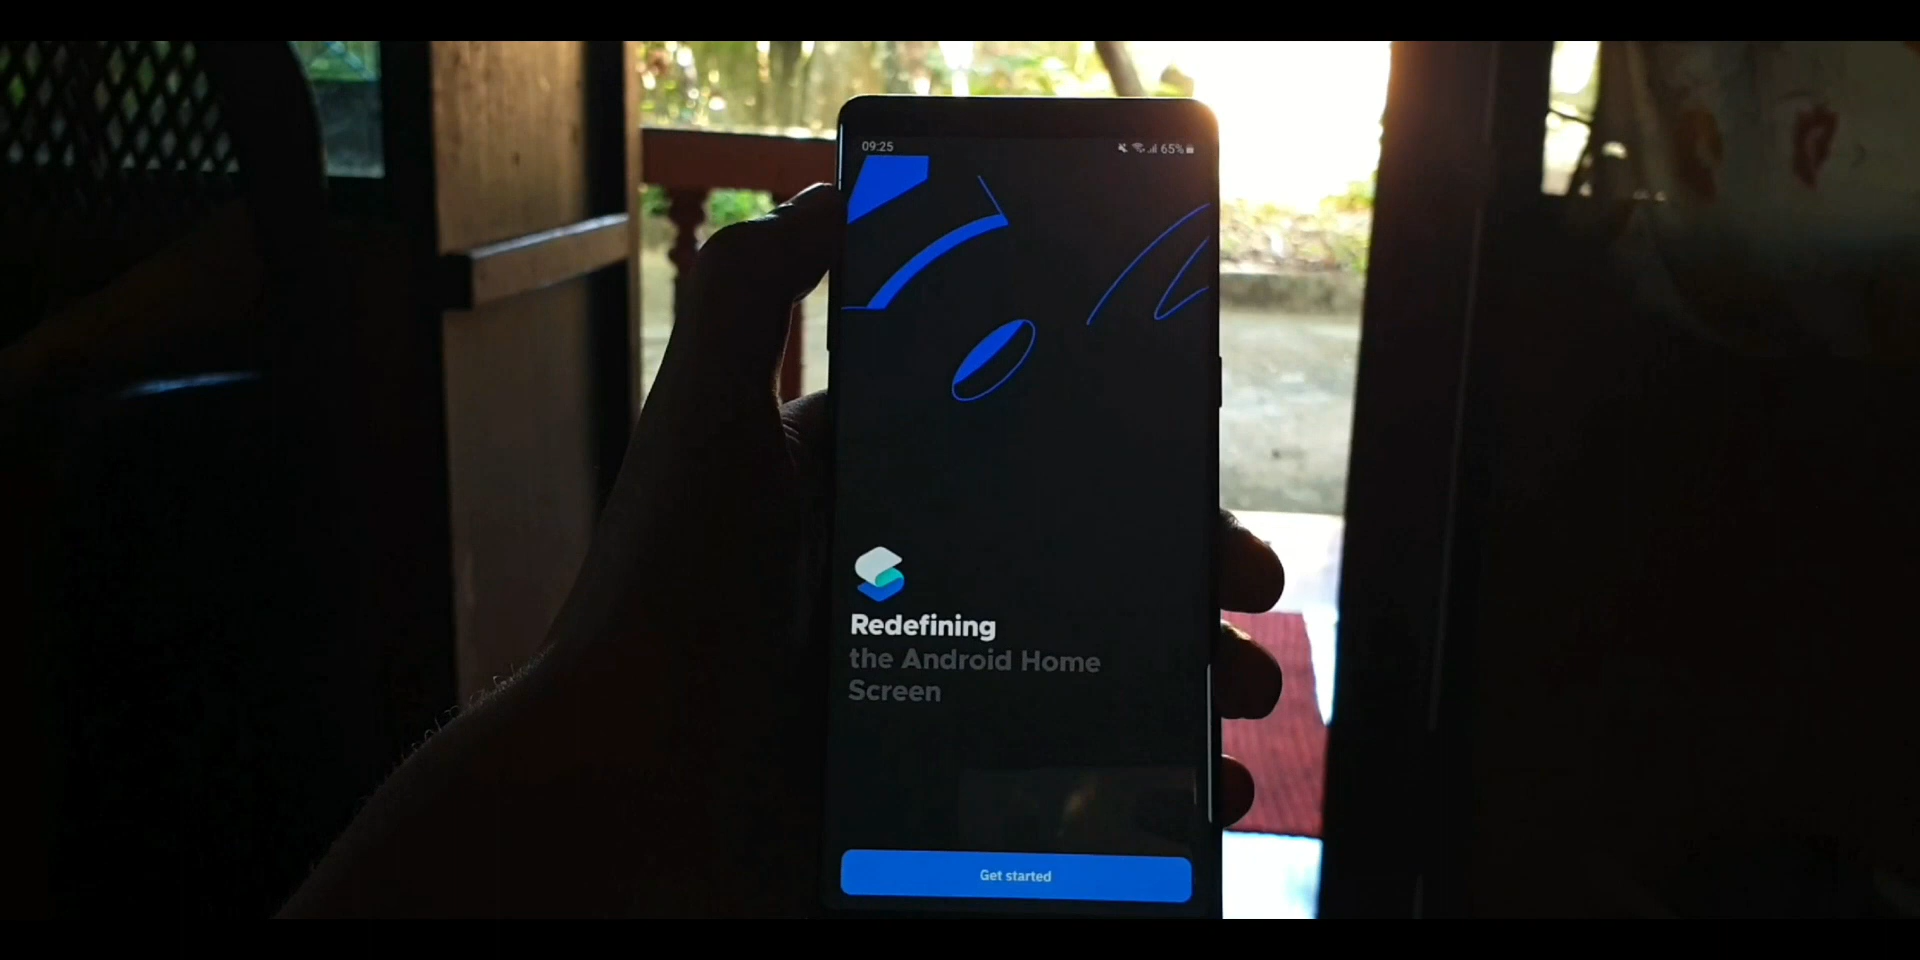 09:25 65%
Redefining
the Android Home
Screen
Get started